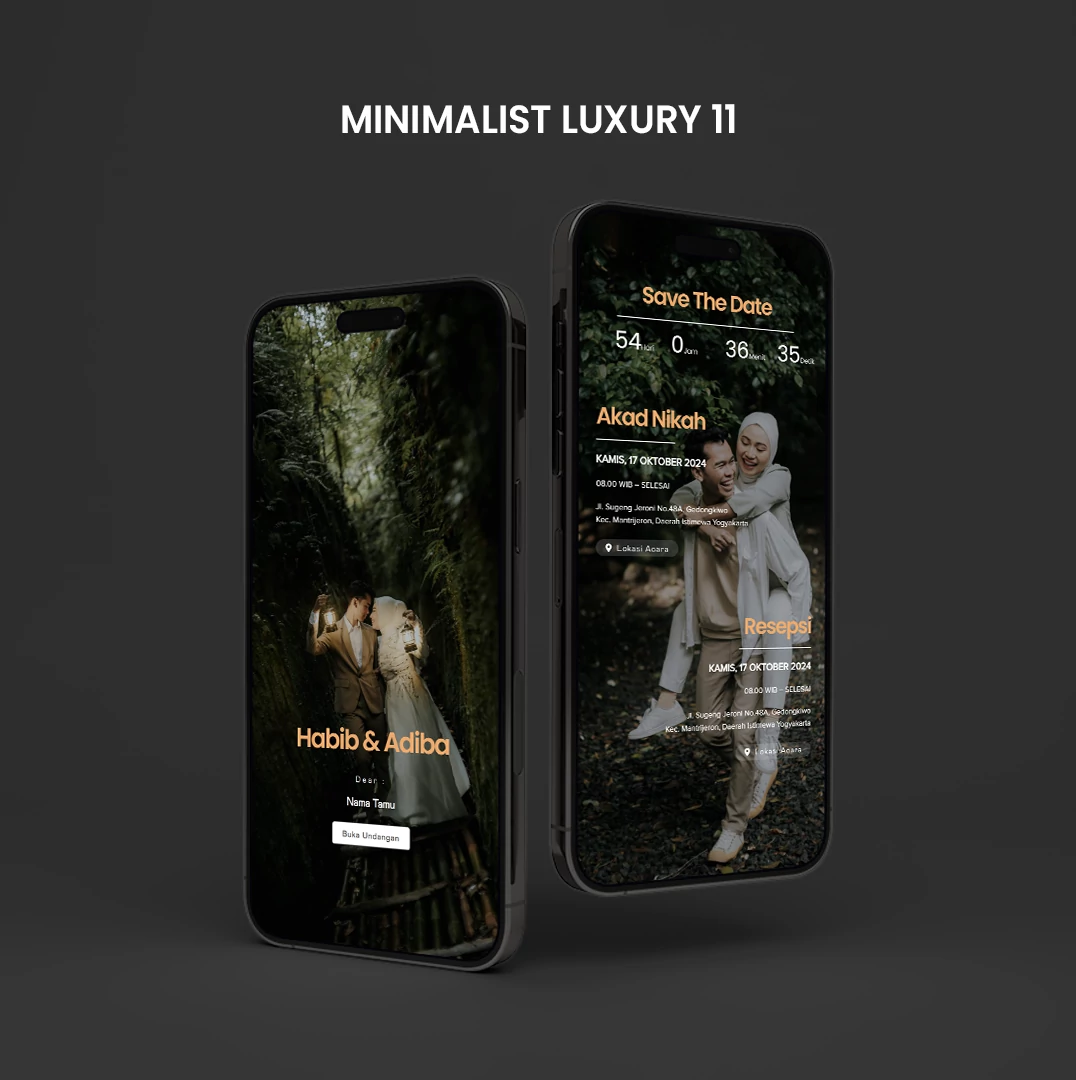 MINIMALIST LUXURY 11
Habib & Adiba
Dear :
Nama Tamu
Buka Undangan
Save The Date
54 Hari 0 Jam 36 Menit 35 Detik
Akad Nikah
KAMIS, 17 OKTOBER 2024
08.00 WIB – SELESAI
Jl. Sugeng Jeroni No.48A, Gedongkiwo
Kec. Mantrijeron, Daerah Istimewa Yogyakarta
Lokasi Acara
Resepsi
KAMIS, 17 OKTOBER 2024
08.00 WIB – SELESAI
Jl. Sugeng Jeroni No.48A, Gedongkiwo
Kec. Mantrijeron, Daerah Istimewa Yogyakarta
Lokasi Acara